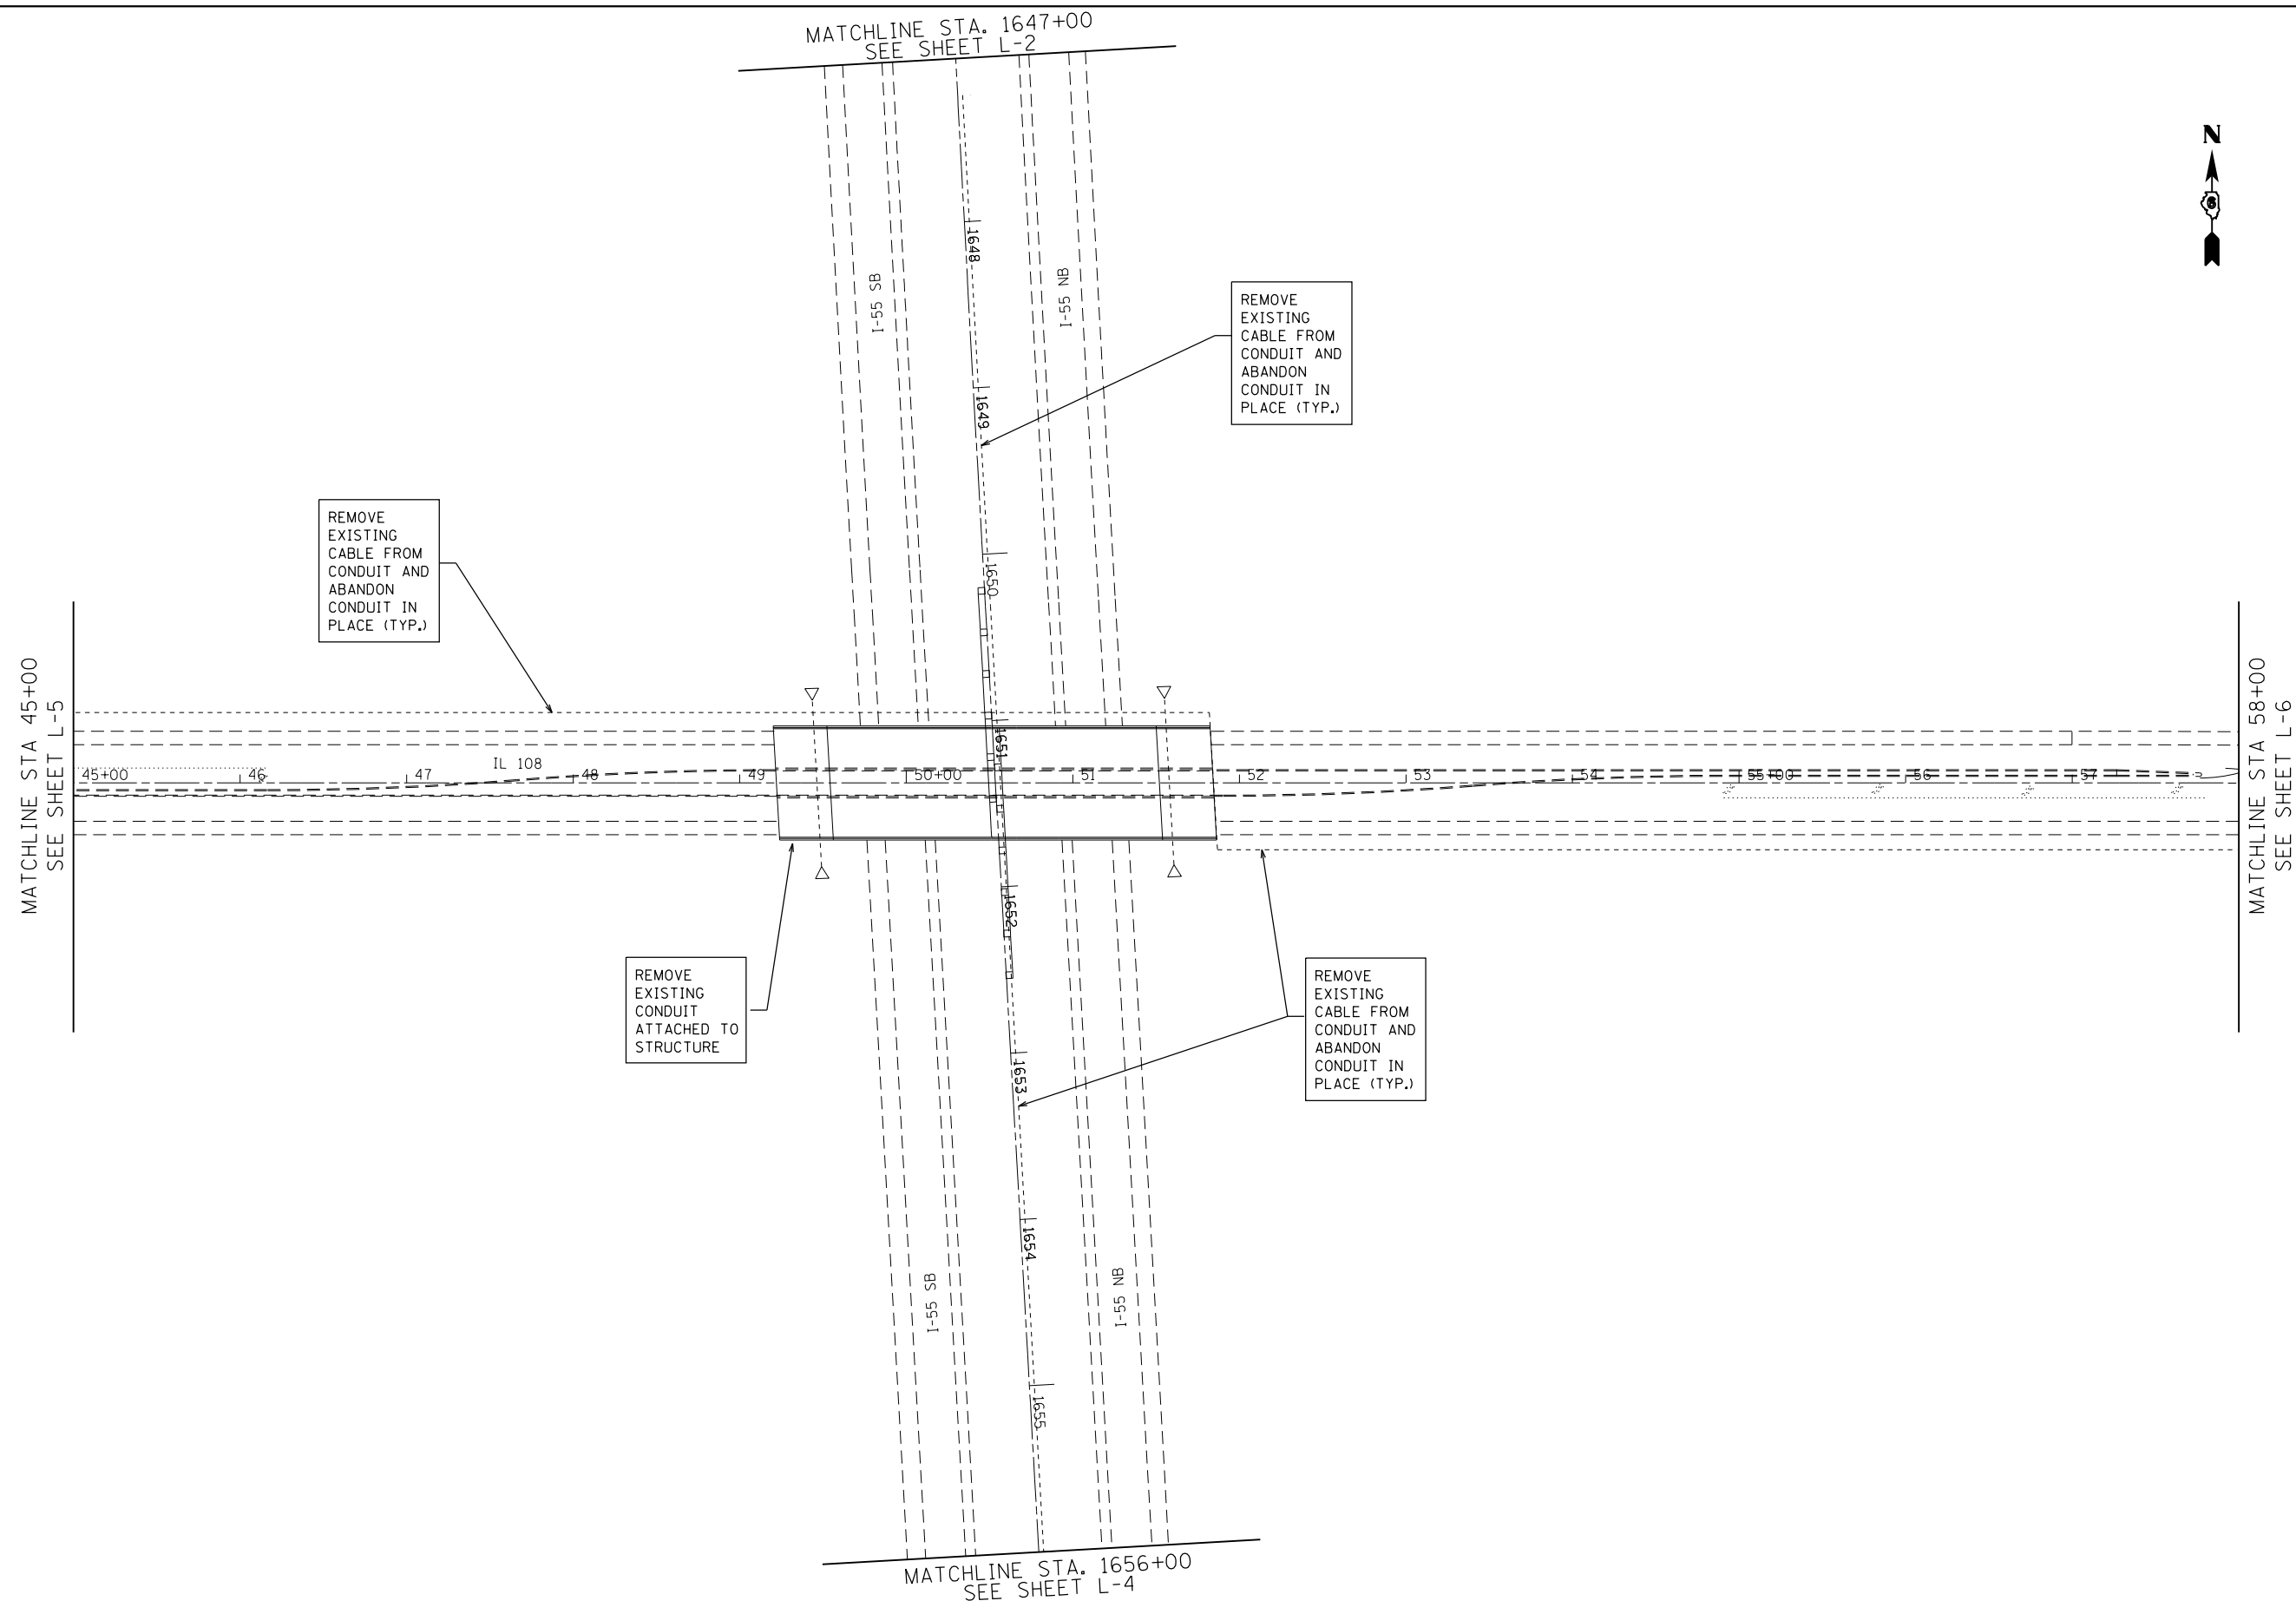 MATCHLINE STA. 1647+00
SEE SHEET L-2
N
6
1648
I-55 SB
I-55 NB
REMOVE
EXISTING
CABLE FROM
CONDUIT AND
ABANDON
CONDUIT IN
PLACE (TYP.)
1649
REMOVE
EXISTING
CABLE FROM
CONDUIT AND
ABANDON
CONDUIT IN
PLACE (TYP.)
1650
MATCHLINE STA 45+00
SEE SHEET L-5
MATCHLINE STA 58+00
SEE SHEET L-6
1651
IL 108
45+00 46 47 48 49 50+00 51 52 53 54 55+00 56 57
1652
REMOVE
EXISTING
CONDUIT
ATTACHED TO
STRUCTURE
REMOVE
EXISTING
CABLE FROM
CONDUIT AND
ABANDON
CONDUIT IN
PLACE (TYP.)
1653
1654
I-55 SB
I-55 NB
1655
MATCHLINE STA. 1656+00
SEE SHEET L-4